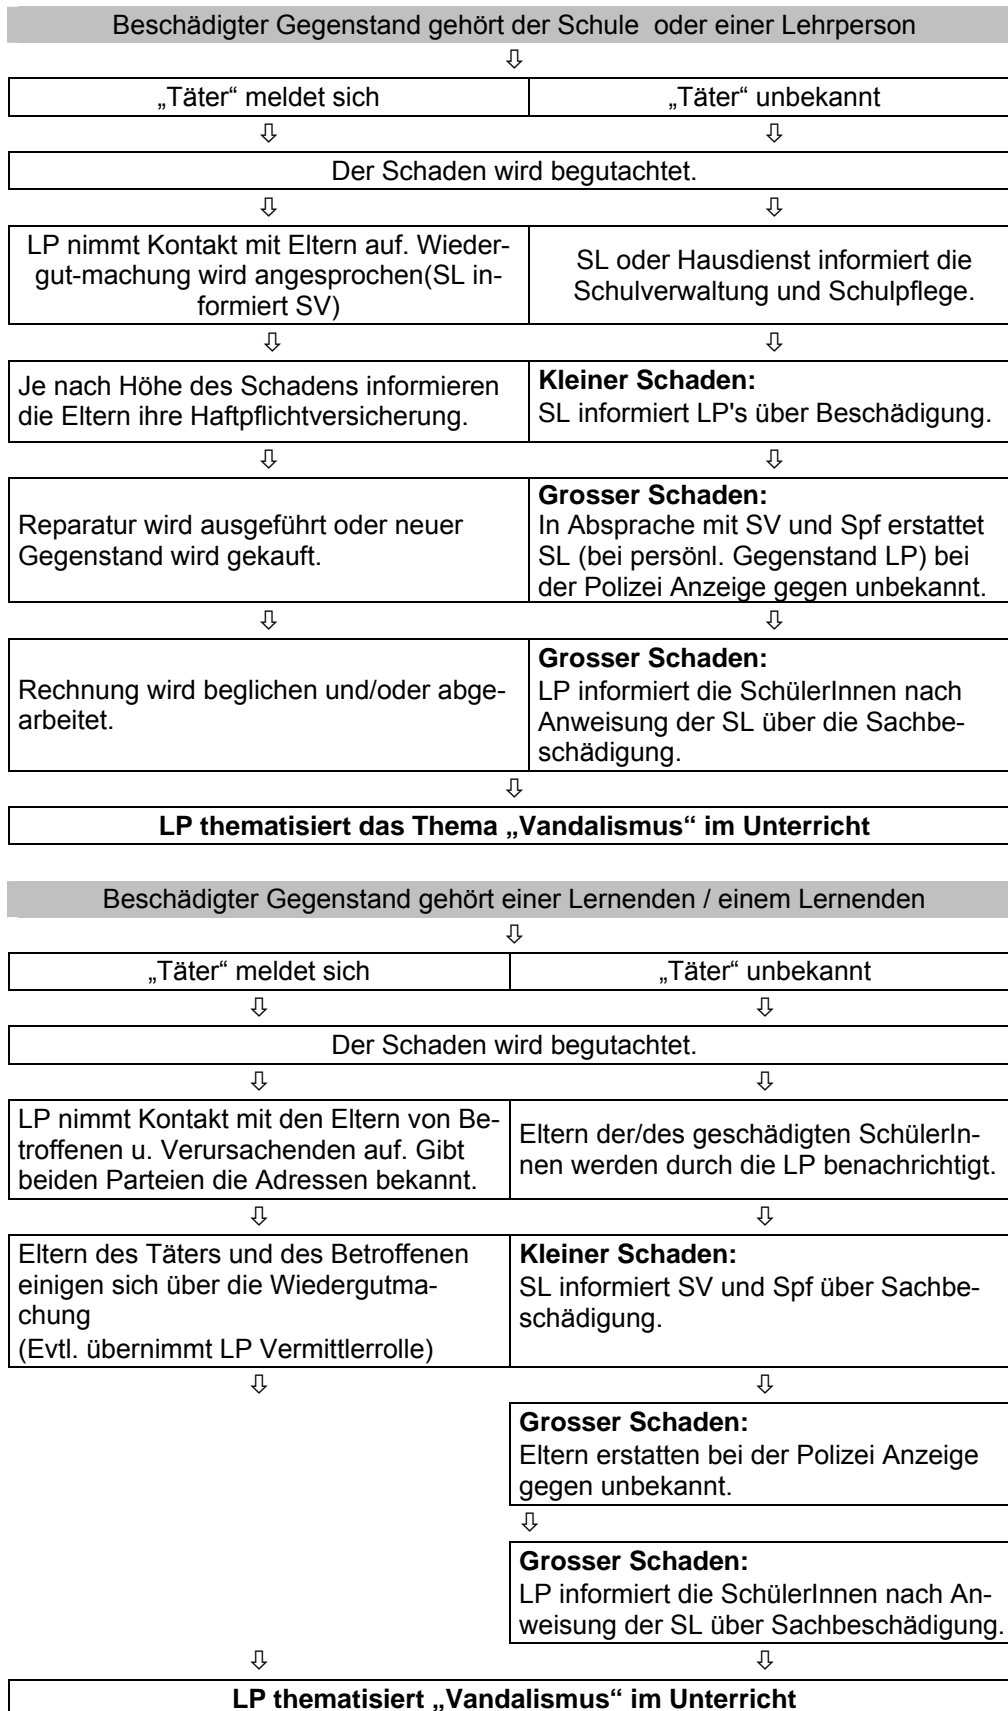 Beschädigter Gegenstand gehört der Schule  oder einer Lehrperson
⇩
„Täter“ meldet sich
„Täter“ unbekannt
⇩ ⇩
Der Schaden wird begutachtet.
⇩ ⇩
LP nimmt Kontakt mit Eltern auf. Wieder-
gut-machung wird angesprochen(SL in-
formiert SV)
SL oder Hausdienst informiert die
Schulverwaltung und Schulpflege.
⇩ ⇩
Je nach Höhe des Schadens informieren
die Eltern ihre Haftpflichtversicherung.
Kleiner Schaden:
SL informiert LP's über Beschädigung.
⇩ ⇩
Reparatur wird ausgeführt oder neuer
Gegenstand wird gekauft.
Grosser Schaden:
In Absprache mit SV und Spf erstattet
SL (bei persönl. Gegenstand LP) bei
der Polizei Anzeige gegen unbekannt.
⇩ ⇩
Rechnung wird beglichen und/oder abge-
arbeitet.
Grosser Schaden:
LP informiert die SchülerInnen nach
Anweisung der SL über die Sachbe-
schädigung.
⇩
LP thematisiert das Thema „Vandalismus“ im Unterricht
Beschädigter Gegenstand gehört einer Lernenden / einem Lernenden
⇩
„Täter“ meldet sich
„Täter“ unbekannt
⇩ ⇩
Der Schaden wird begutachtet.
⇩ ⇩
LP nimmt Kontakt mit den Eltern von Be-
troffenen u. Verursachenden auf. Gibt
beiden Parteien die Adressen bekannt.
Eltern der/des geschädigten SchülerIn-
nen werden durch die LP benachrichtigt.
⇩ ⇩
Eltern des Täters und des Betroffenen
einigen sich über die Wiedergutma-
chung
(Evtl. übernimmt LP Vermittlerrolle)
Kleiner Schaden:
SL informiert SV und Spf über Sachbe-
schädigung.
⇩ ⇩
Grosser Schaden:
Eltern erstatten bei der Polizei Anzeige
gegen unbekannt.
⇩
Grosser Schaden:
LP informiert die SchülerInnen nach An-
weisung der SL über Sachbeschädigung.
⇩ ⇩
LP thematisiert „Vandalismus“ im Unterricht